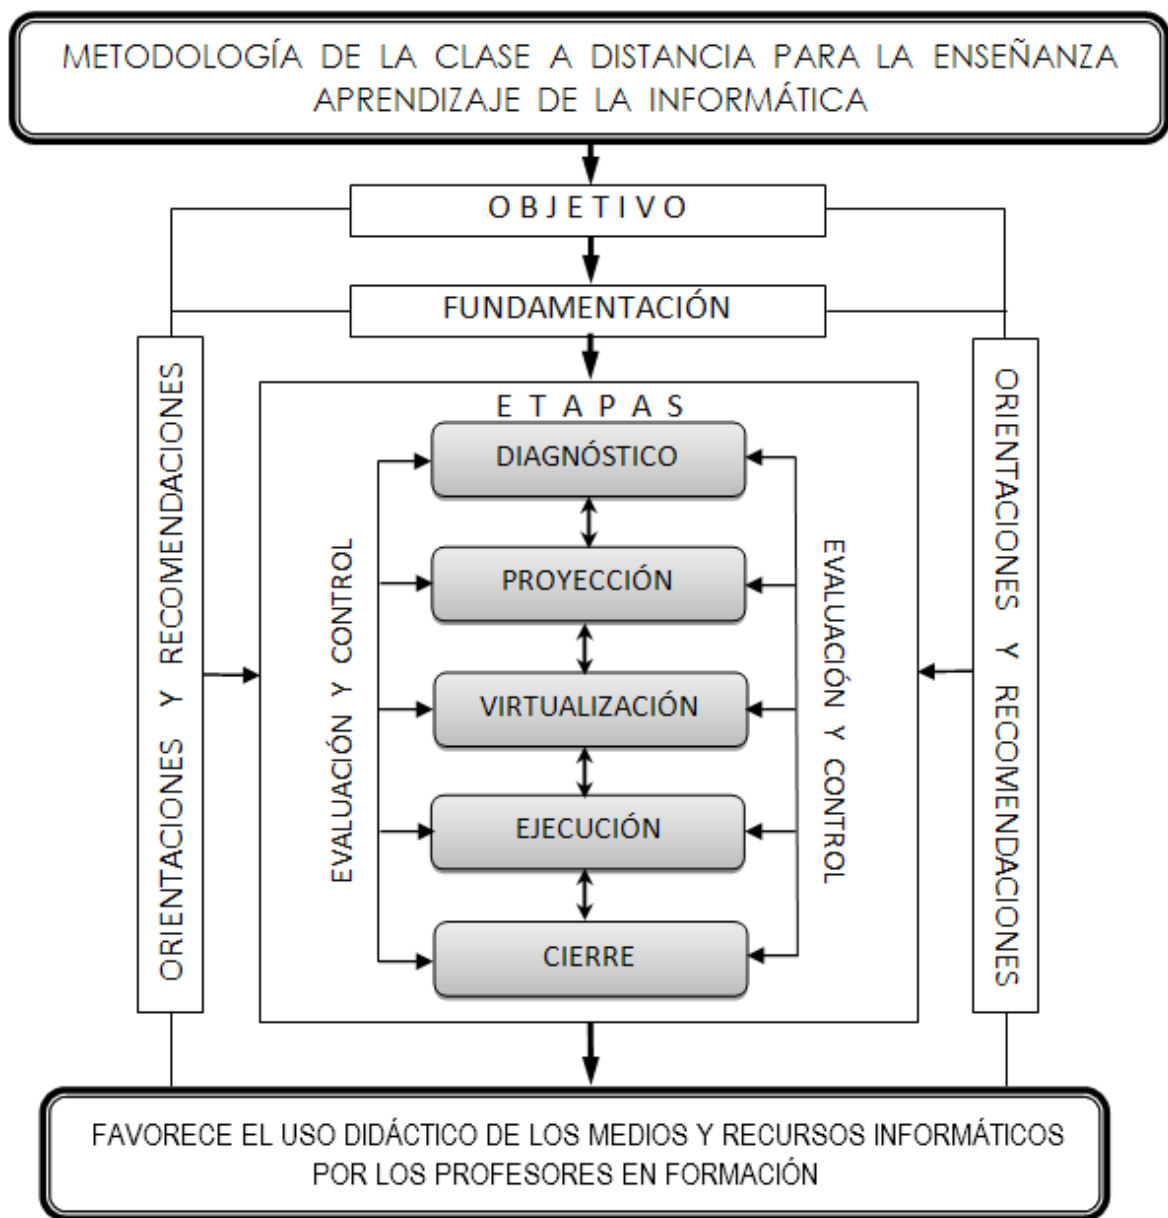 METODOLOGÍA DE LA CLASE A DISTANCIA PARA LA ENSEÑANZA
APRENDIZAJE DE LA INFORMÁTICA
OBJETIVO
FUNDAMENTACIÓN
ORIENTACIONES Y RECOMENDACIONES
ETAPAS
EVALUACIÓN Y CONTROL
DIAGNÓSTICO
PROYECCIÓN
VIRTUALIZACIÓN
EJECUCIÓN
CIERRE
EVALUACIÓN Y CONTROL
ORIENTACIONES Y RECOMENDACIONES
FAVORECE EL USO DIDÁCTICO DE LOS MEDIOS Y RECURSOS INFORMÁTICOS
POR LOS PROFESORES EN FORMACIÓN